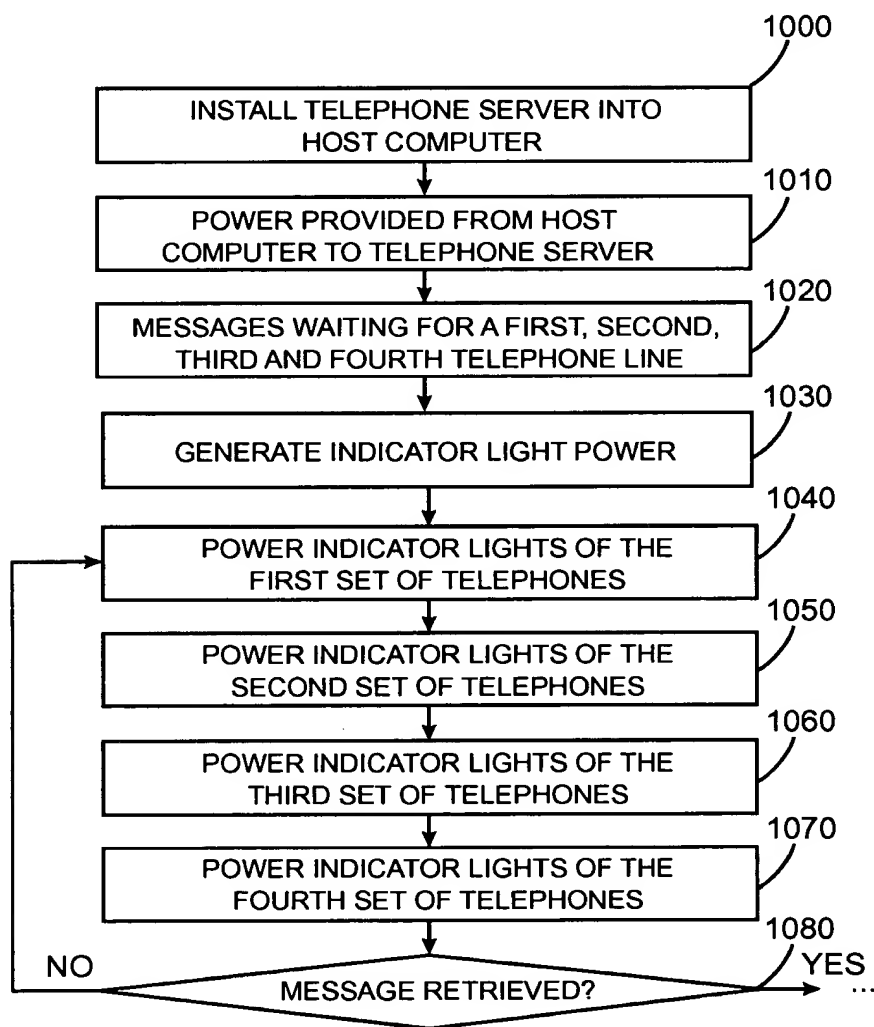 1000
INSTALL TELEPHONE SERVER INTO
HOST COMPUTER
1010
POWER PROVIDED FROM HOST
COMPUTER TO TELEPHONE SERVER
1020
MESSAGES WAITING FOR A FIRST, SECOND,
THIRD AND FOURTH TELEPHONE LINE
1030
GENERATE INDICATOR LIGHT POWER
1040
POWER INDICATOR LIGHTS OF THE
FIRST SET OF TELEPHONES
1050
POWER INDICATOR LIGHTS OF THE
SECOND SET OF TELEPHONES
1060
POWER INDICATOR LIGHTS OF THE
THIRD SET OF TELEPHONES
1070
POWER INDICATOR LIGHTS OF THE
FOURTH SET OF TELEPHONES
1080
NO
MESSAGE RETRIEVED?
YES
...